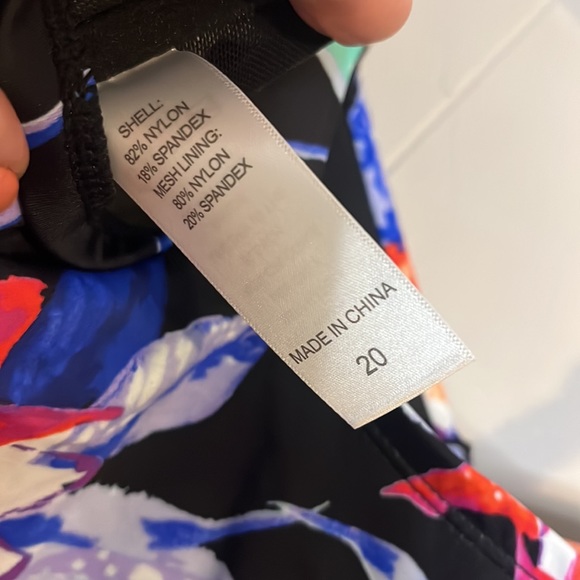 SHELL:
82% NYLON
18% SPANDEX
MESH LINING:
80% NYLON
20% SPANDEX
MADE IN CHINA
20